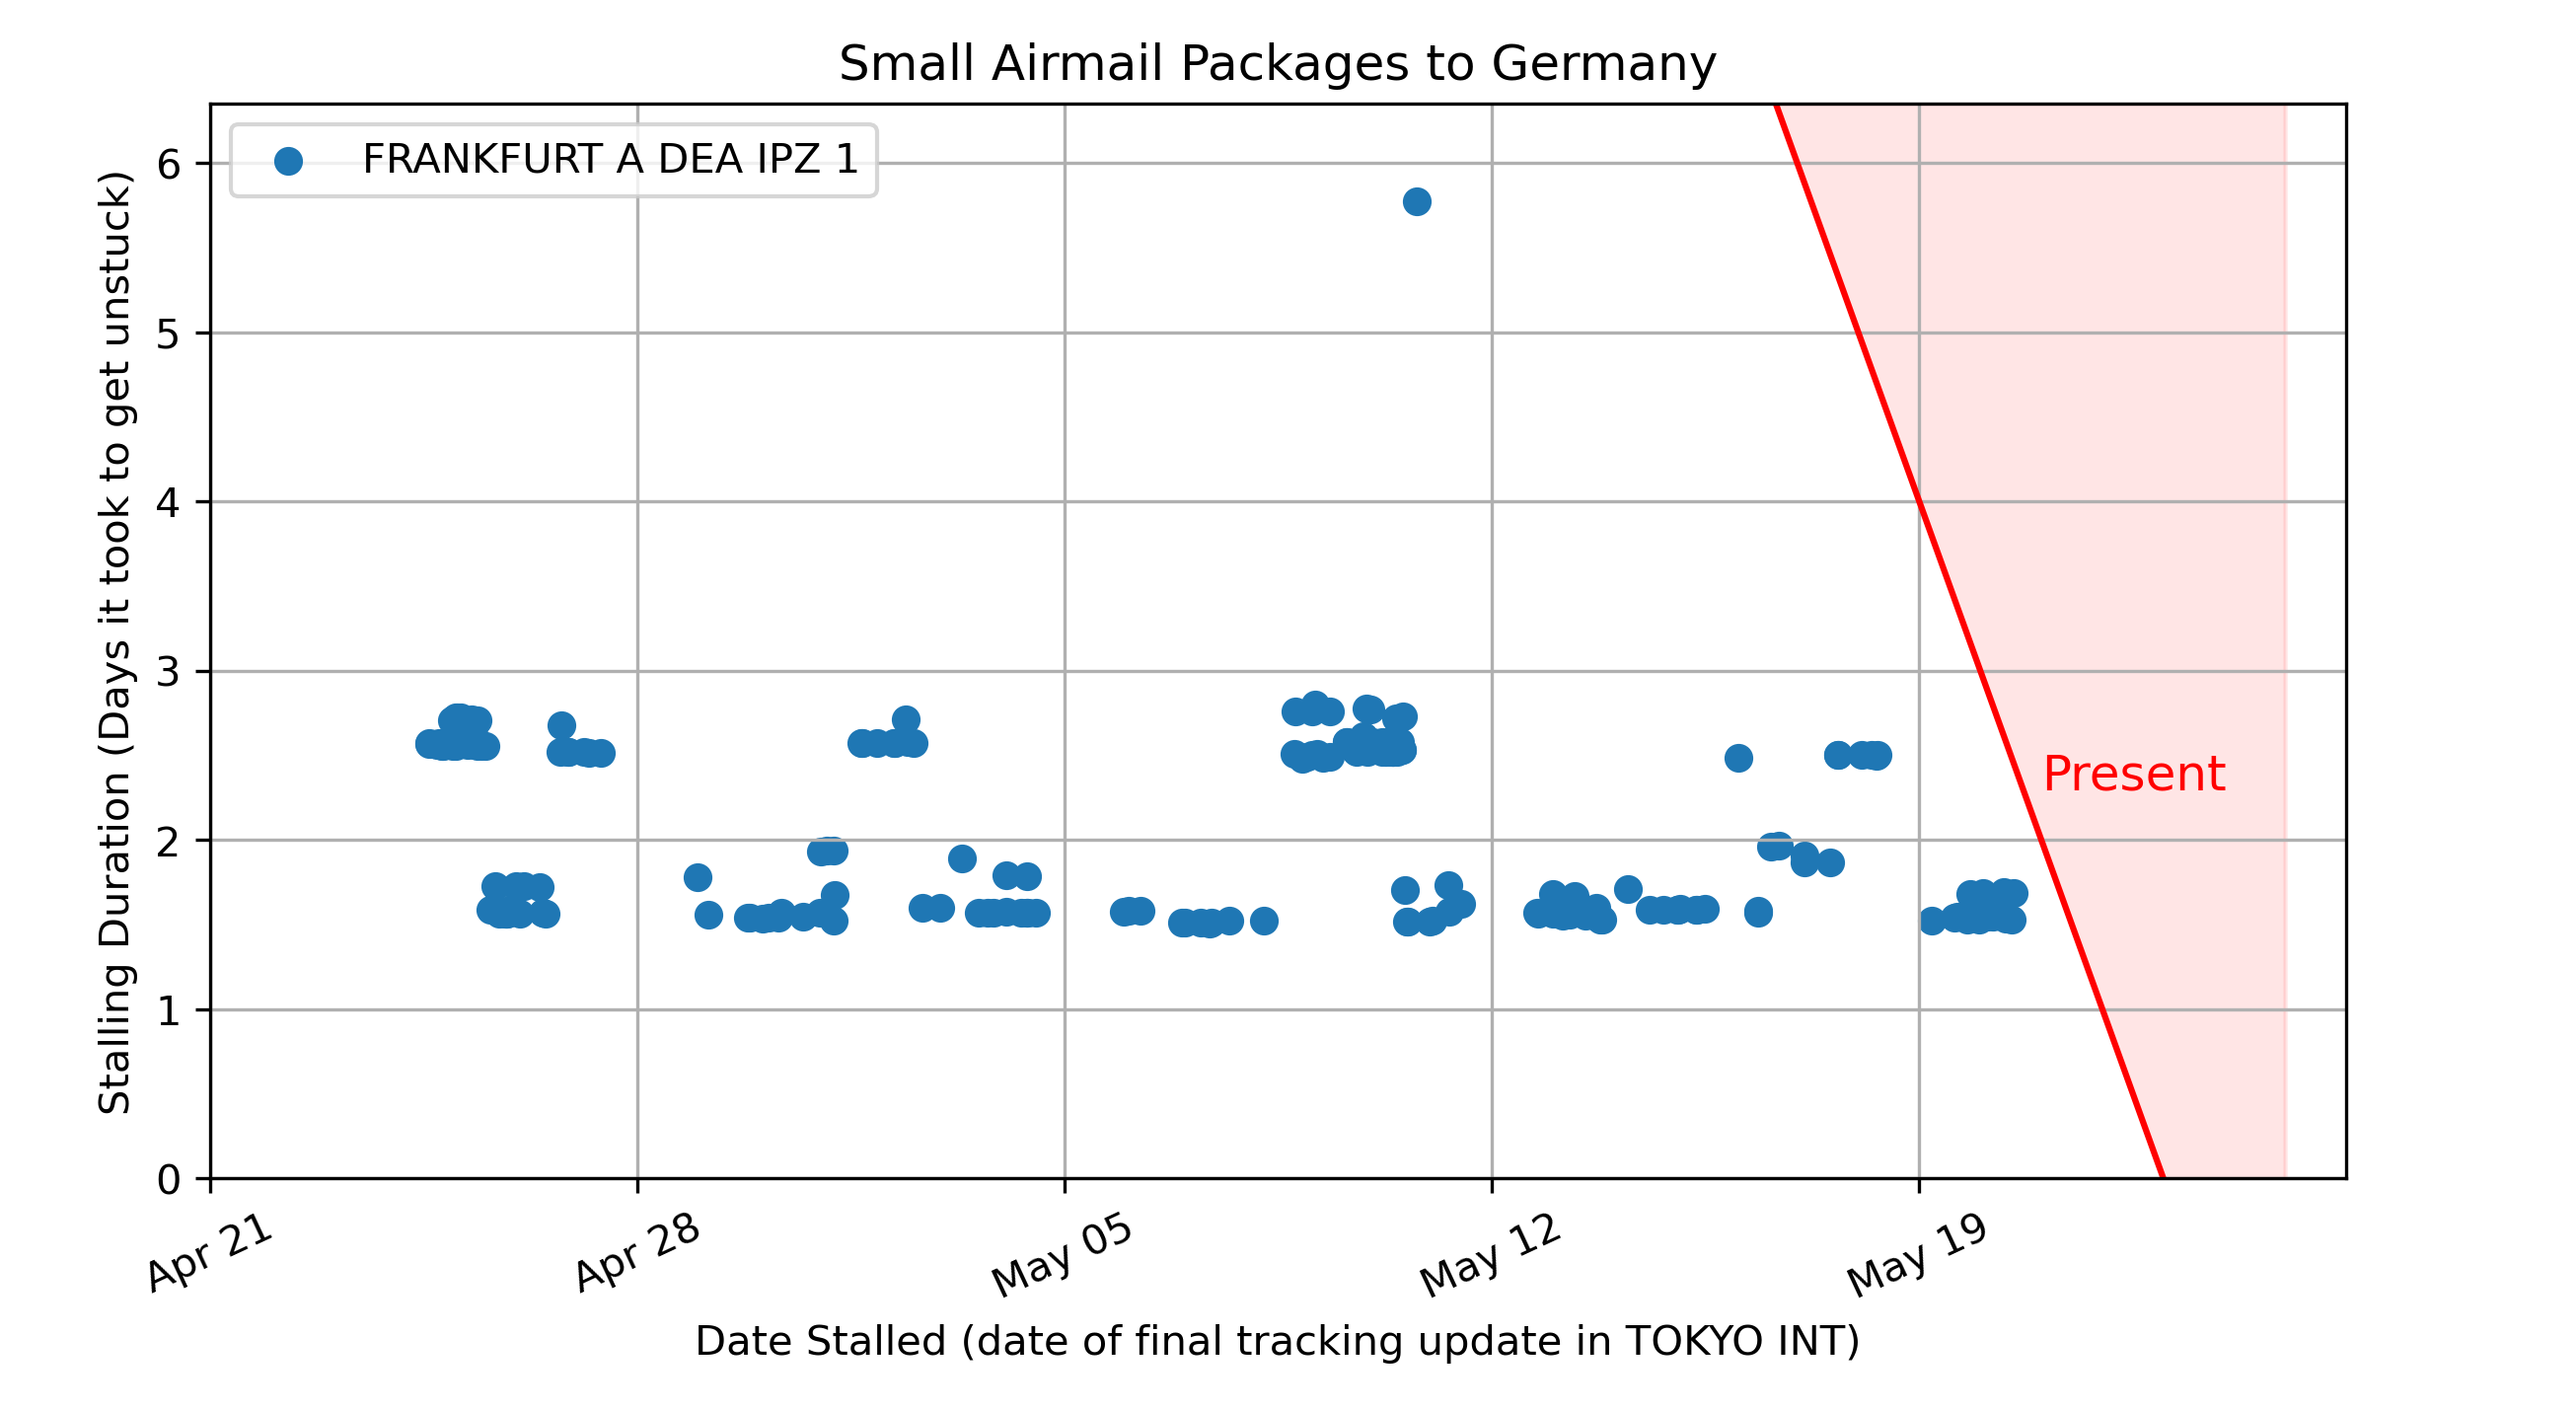 Small Airmail Packages to Germany
FRANKFURT A DEA IPZ 1
Stalling Duration (Days it took to get unstuck)
6
5
4
3
2
1
0
Present
Apr 21
Apr 28
May 05
May 12
May 19
Date Stalled (date of final tracking update in TOKYO INT)